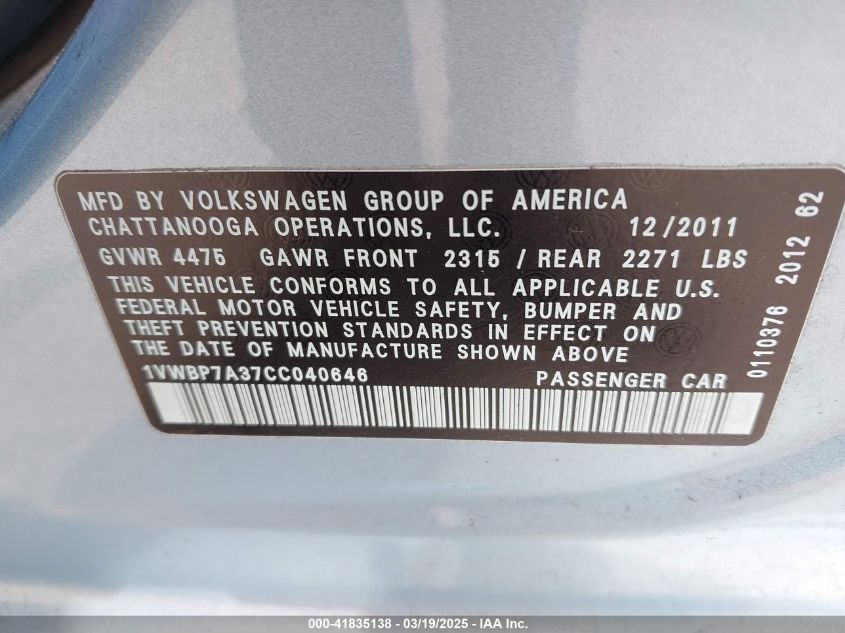 MFD BY VOLKSWAGEN GROUP OF AMERICA
CHATTANOOGA OPERATIONS, LLC. 12/2011
GVWR 4475 GAWR FRONT 2315 / REAR 2271 LBS
THIS VEHICLE CONFORMS TO ALL APPLICABLE U.S.
FEDERAL MOTOR VEHICLE SAFETY, BUMPER AND
THEFT PREVENTION STANDARDS IN EFFECT ON
THE DATE OF MANUFACTURE SHOWN ABOVE
1VWBP7A37CC040646 PASSENGER CAR
0110376 2012 62
000-41835138 - 03/19/2025 - IAA Inc.